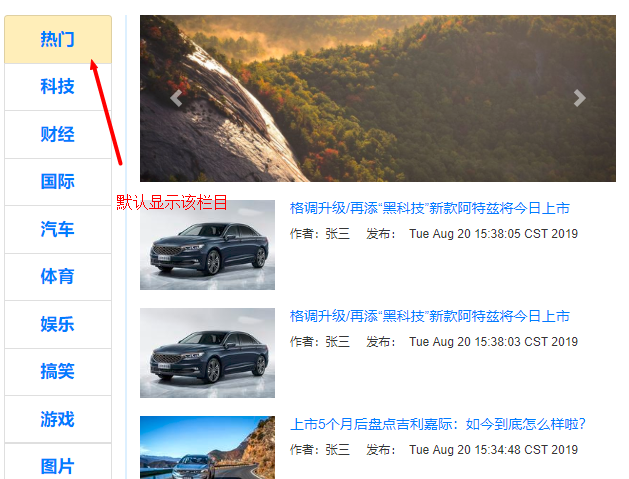 热门
科技
财经
国际
汽车
体育
娱乐
搞笑
游戏
图片
默认显示该栏目
格调升级/再添“黑科技”新款阿特兹将今日上市
作者：张三 发布： Tue Aug 20 15:38:05 CST 2019
格调升级/再添“黑科技”新款阿特兹将今日上市
作者：张三 发布： Tue Aug 20 15:38:03 CST 2019
上市5个月后盘点吉利嘉际：如今到底怎么样啦?
作者：张三 发布： Tue Aug 20 15:34:48 CST 2019